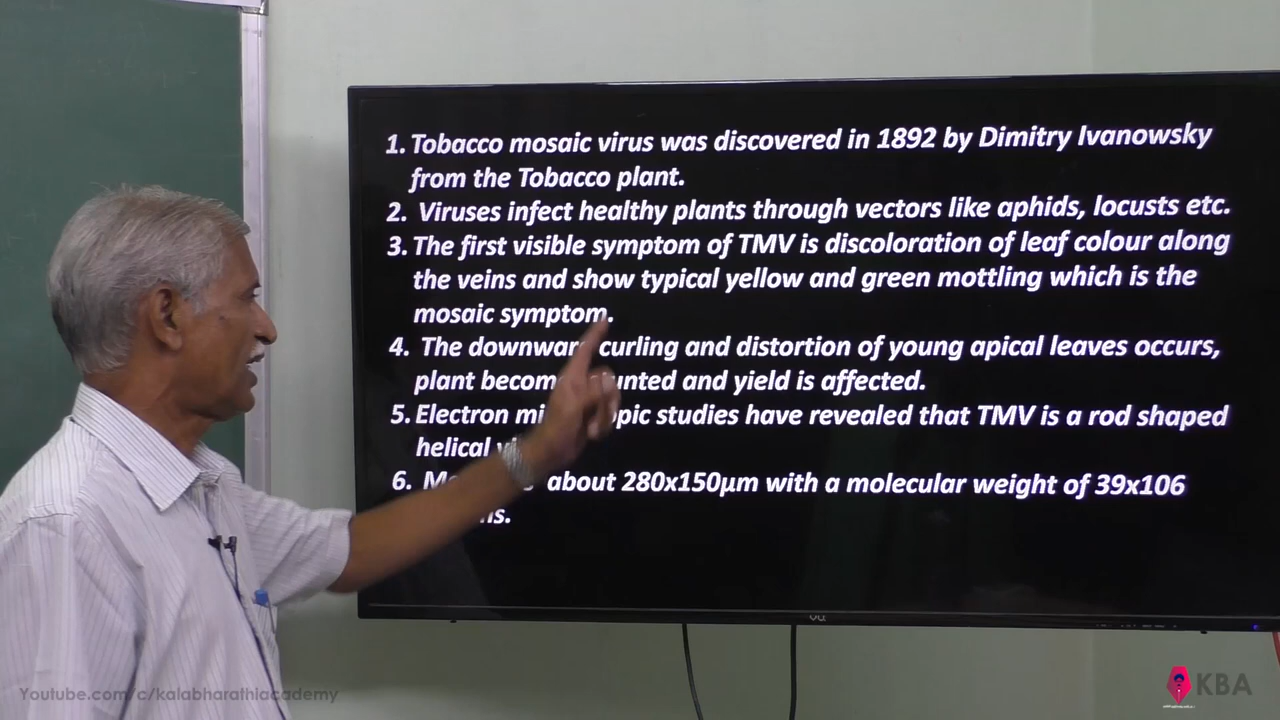 1. Tobacco mosaic virus was discovered in 1892 by Dimitry Ivanowsky
from the Tobacco plant.
2. Viruses infect healthy plants through vectors like aphids, locusts etc.
3. The first visible symptom of TMV is discoloration of leaf colour along
the veins and show typical yellow and green mottling which is the
mosaic symptom.
4. The downward curling and distortion of young apical leaves occurs,
plant and yield is affected.
5. Electron studies have revealed that TMV is a rod shaped
helical
6. about 280x150μm with a molecular weight of 39x106
YU
Youtube.com/c/kalabharathiacademy
KBA